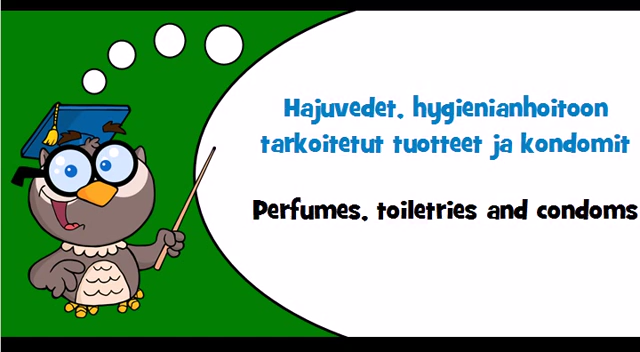 Hajuvedet, hygienianhoitoon
tarkoitetut tuotteet ja kondomit
Perfumes, toiletries and condoms